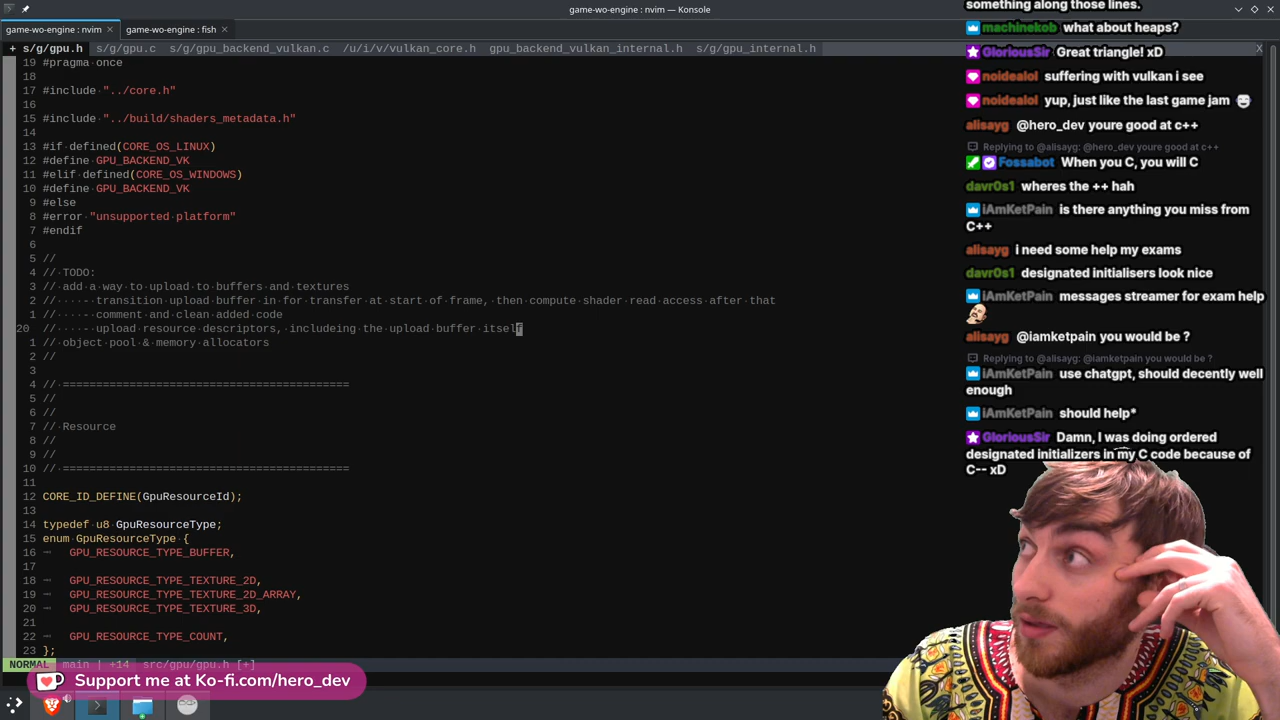 game-wo-engine : nvim — Konsole
game-wo-engine : nvim
game-wo-engine : fish
+ s/g/gpu.h s/g/gpu.c s/g/gpu_backend_vulkan.c /u/i/v/vulkan_core.h gpu_backend_vulkan_internal.h s/g/gpu_internal.h X
19 #pragma once
18
17 #include "../core.h"
16
15 #include "../build/shaders_metadata.h"
14
13 #if defined(CORE_OS_LINUX)
12 #define GPU_BACKEND_VK
11 #elif defined(CORE_OS_WINDOWS)
10 #define GPU_BACKEND_VK
9 #else
8 #error "unsupported platform"
7 #endif
6
5 //
4 // TODO:
3 // add a way to upload to buffers and textures
2 // - transition upload buffer in for transfer at start of frame, then compute shader read access after that
1 // - comment and clean added code
20 // - upload resource descriptors, includeing the upload buffer itself
1 // object pool & memory allocators
2 //
3
4 // ==========================================
5 //
6 //
7 // Resource
8 //
9 //
10 // ==========================================
11
12 CORE_ID_DEFINE(GpuResourceId);
13
14 typedef u8 GpuResourceType;
15 enum GpuResourceType {
16 GPU_RESOURCE_TYPE_BUFFER,
17
18 GPU_RESOURCE_TYPE_TEXTURE_2D,
19 GPU_RESOURCE_TYPE_TEXTURE_2D_ARRAY,
20 GPU_RESOURCE_TYPE_TEXTURE_3D,
21
22 GPU_RESOURCE_TYPE_COUNT,
23 };
NORMAL main | +14 src/gpu/gpu.h [+]
Support me at Ko-fi.com/hero_dev
something along those lines.
machinekob what about heaps?
GloriousSir Great triangle! xD
noidealol suffering with vulkan i see
noidealol yup, just like the last game jam
alisayg @hero_dev youre good at c++
Replying to @alisayg: @hero_dev youre good at c++
Fossabot When you C, you will C
davr0s1 wheres the ++ hah
iAmKetPain is there anything you miss from
C++
alisayg i need some help my exams
davr0s1 designated initialisers look nice
iAmKetPain messages streamer for exam help
alisayg @iamketpain you would be ?
Replying to @alisayg: @iamketpain you would be ?
iAmKetPain use chatgpt, should decently well
enough
iAmKetPain should help*
GloriousSir Damn, I was doing ordered
designated initializers in my C code because of
C-- xD